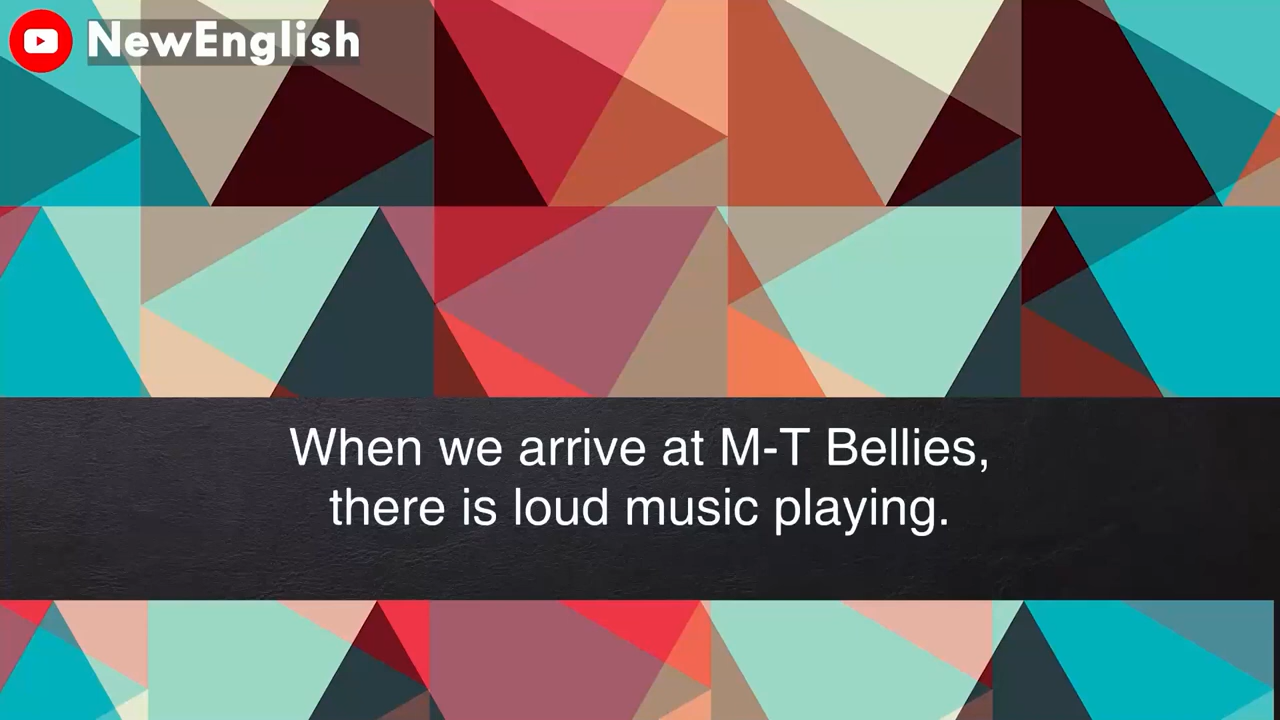 NewEnglish
When we arrive at M-T Bellies,
there is loud music playing.